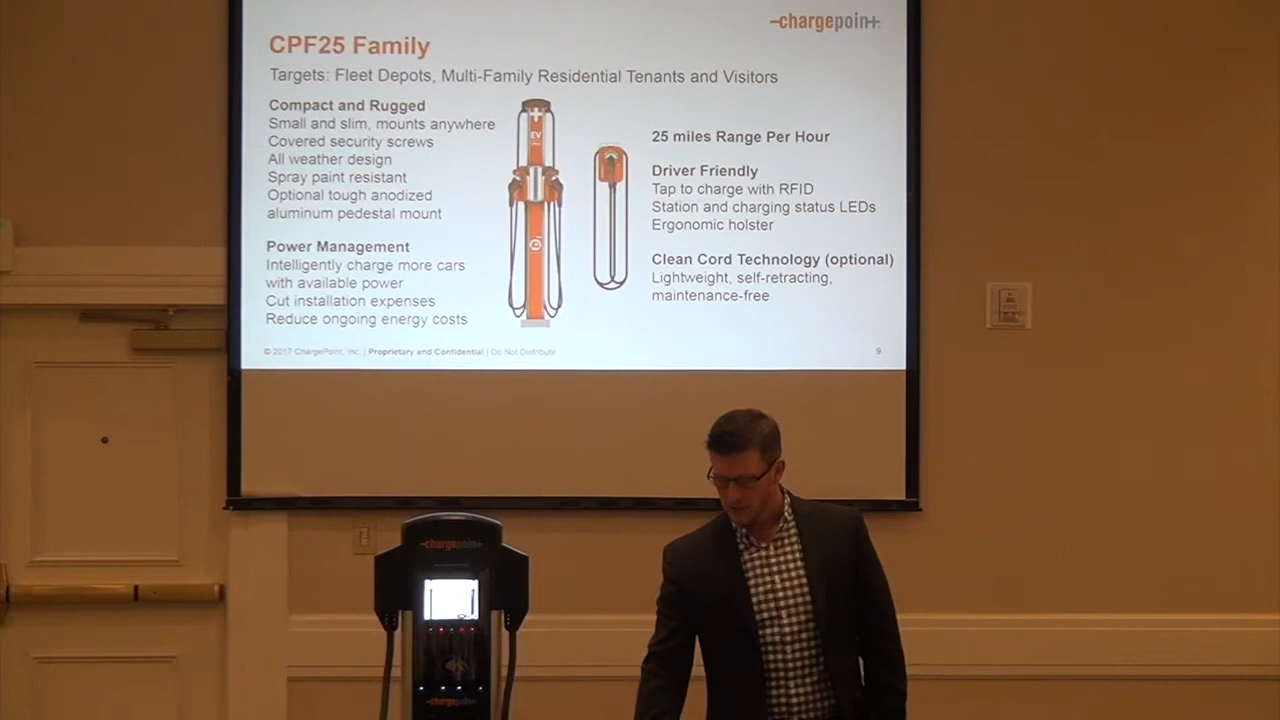 chargepoint
CPF25 Family
Targets: Fleet Depots, Multi-Family Residential Tenants and Visitors
Compact and Rugged
Small and slim, mounts anywhere
Covered security screws
All weather design
Spray paint resistant
Optional tough anodized
aluminum pedestal mount
Power Management
Intelligently charge more cars
with available power
Cut installation expenses
Reduce ongoing energy costs
EV
25 miles Range Per Hour
Driver Friendly
Tap to charge with RFID
Station and charging status LEDs
Ergonomic holster
Clean Cord Technology (optional)
Lightweight, self-retracting,
maintenance-free
© 2017 ChargePoint, Inc. | Proprietary and Confidential | Do Not Distribute
9
chargepoint
chargepoint